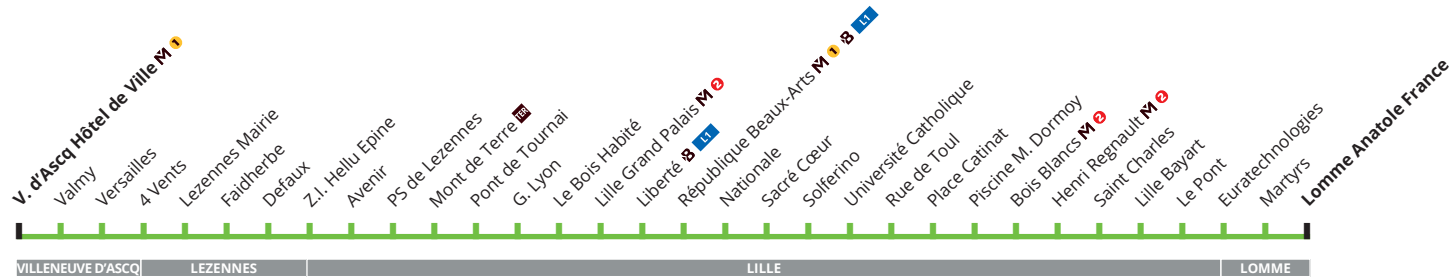 V. d'Ascq Hôtel de Ville M 1
Valmy
Versailles
4 Vents
Lezennes Mairie
Faidherbe
Defaux
Z.I. Hellu Epine
Avenir
PS de Lezennes
Mont de Terre TER
Pont de Tournai
G. Lyon
Le Bois Habité
Lille Grand Palais M 2
Liberté B L1
République Beaux-Arts M 1 B L1
Nationale
Sacré Cœur
Solferino
Université Catholique
Rue de Toul
Place Catinat
Piscine M. Dormoy
Bois Blancs M 2
Henri Regnault M 2
Saint Charles
Lille Bayart
Le Pont
Euratechnologies
Martyrs
Lomme Anatole France
VILLENEUVE D'ASCQ
LEZENNES
LILLE
LOMME